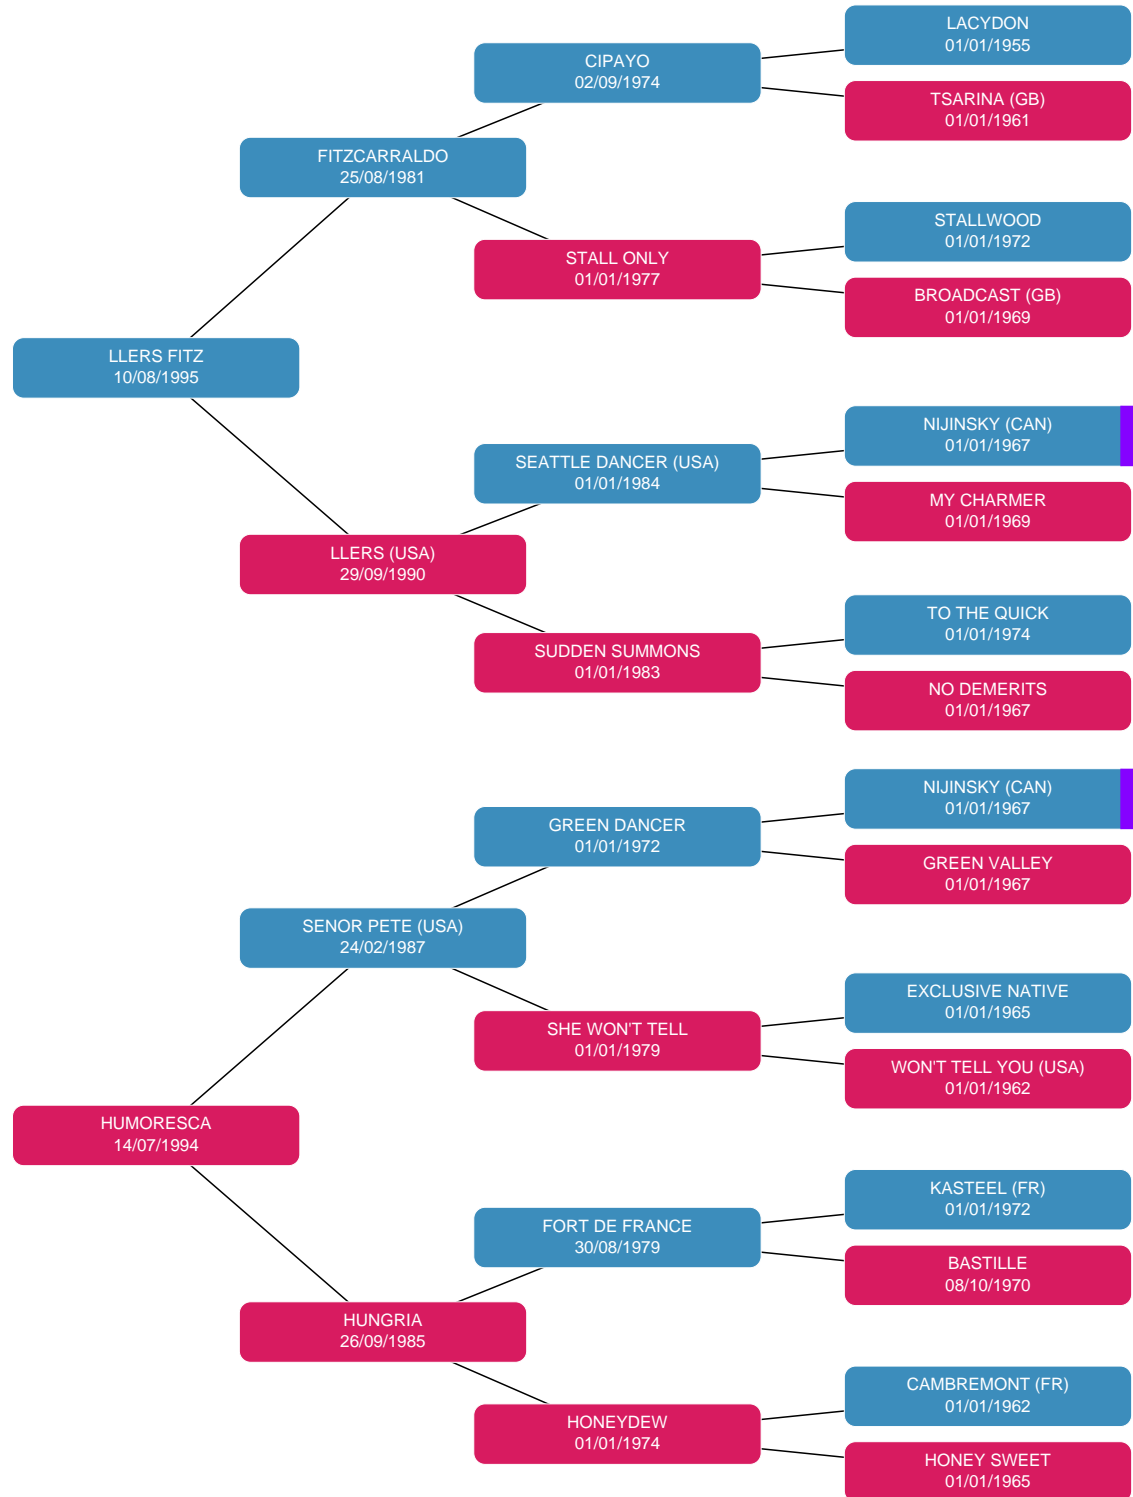 LACYDON
01/01/1955
CIPAYO
02/09/1974
TSARINA (GB)
01/01/1961
FITZCARRALDO
25/08/1981
STALLWOOD
01/01/1972
STALL ONLY
01/01/1977
BROADCAST (GB)
01/01/1969
LLERS FITZ
10/08/1995
NIJINSKY (CAN)
01/01/1967
SEATTLE DANCER (USA)
01/01/1984
MY CHARMER
01/01/1969
LLERS (USA)
29/09/1990
TO THE QUICK
01/01/1974
SUDDEN SUMMONS
01/01/1983
NO DEMERITS
01/01/1967
NIJINSKY (CAN)
01/01/1967
GREEN DANCER
01/01/1972
GREEN VALLEY
01/01/1967
SENOR PETE (USA)
24/02/1987
EXCLUSIVE NATIVE
01/01/1965
SHE WON'T TELL
01/01/1979
WON'T TELL YOU (USA)
01/01/1962
HUMORESCA
14/07/1994
KASTEEL (FR)
01/01/1972
FORT DE FRANCE
30/08/1979
BASTILLE
08/10/1970
HUNGRIA
26/09/1985
CAMBREMONT (FR)
01/01/1962
HONEYDEW
01/01/1974
HONEY SWEET
01/01/1965